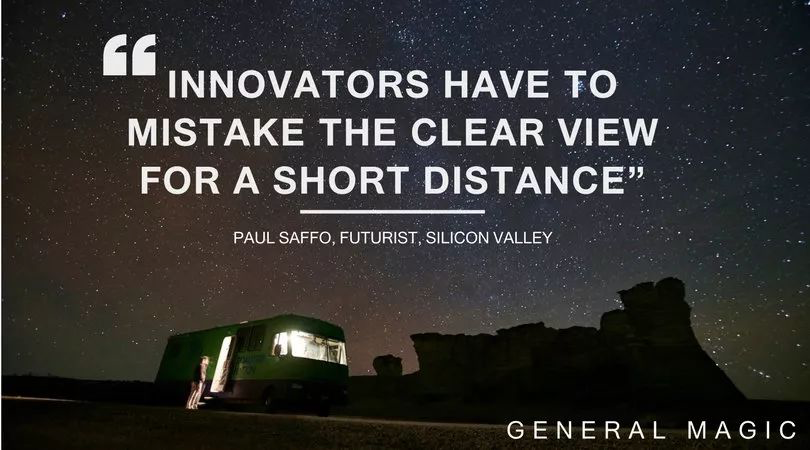 “INNOVATORS HAVE TO
MISTAKE THE CLEAR VIEW
FOR A SHORT DISTANCE”
PAUL SAFFO, FUTURIST, SILICON VALLEY
GENERAL MAGIC